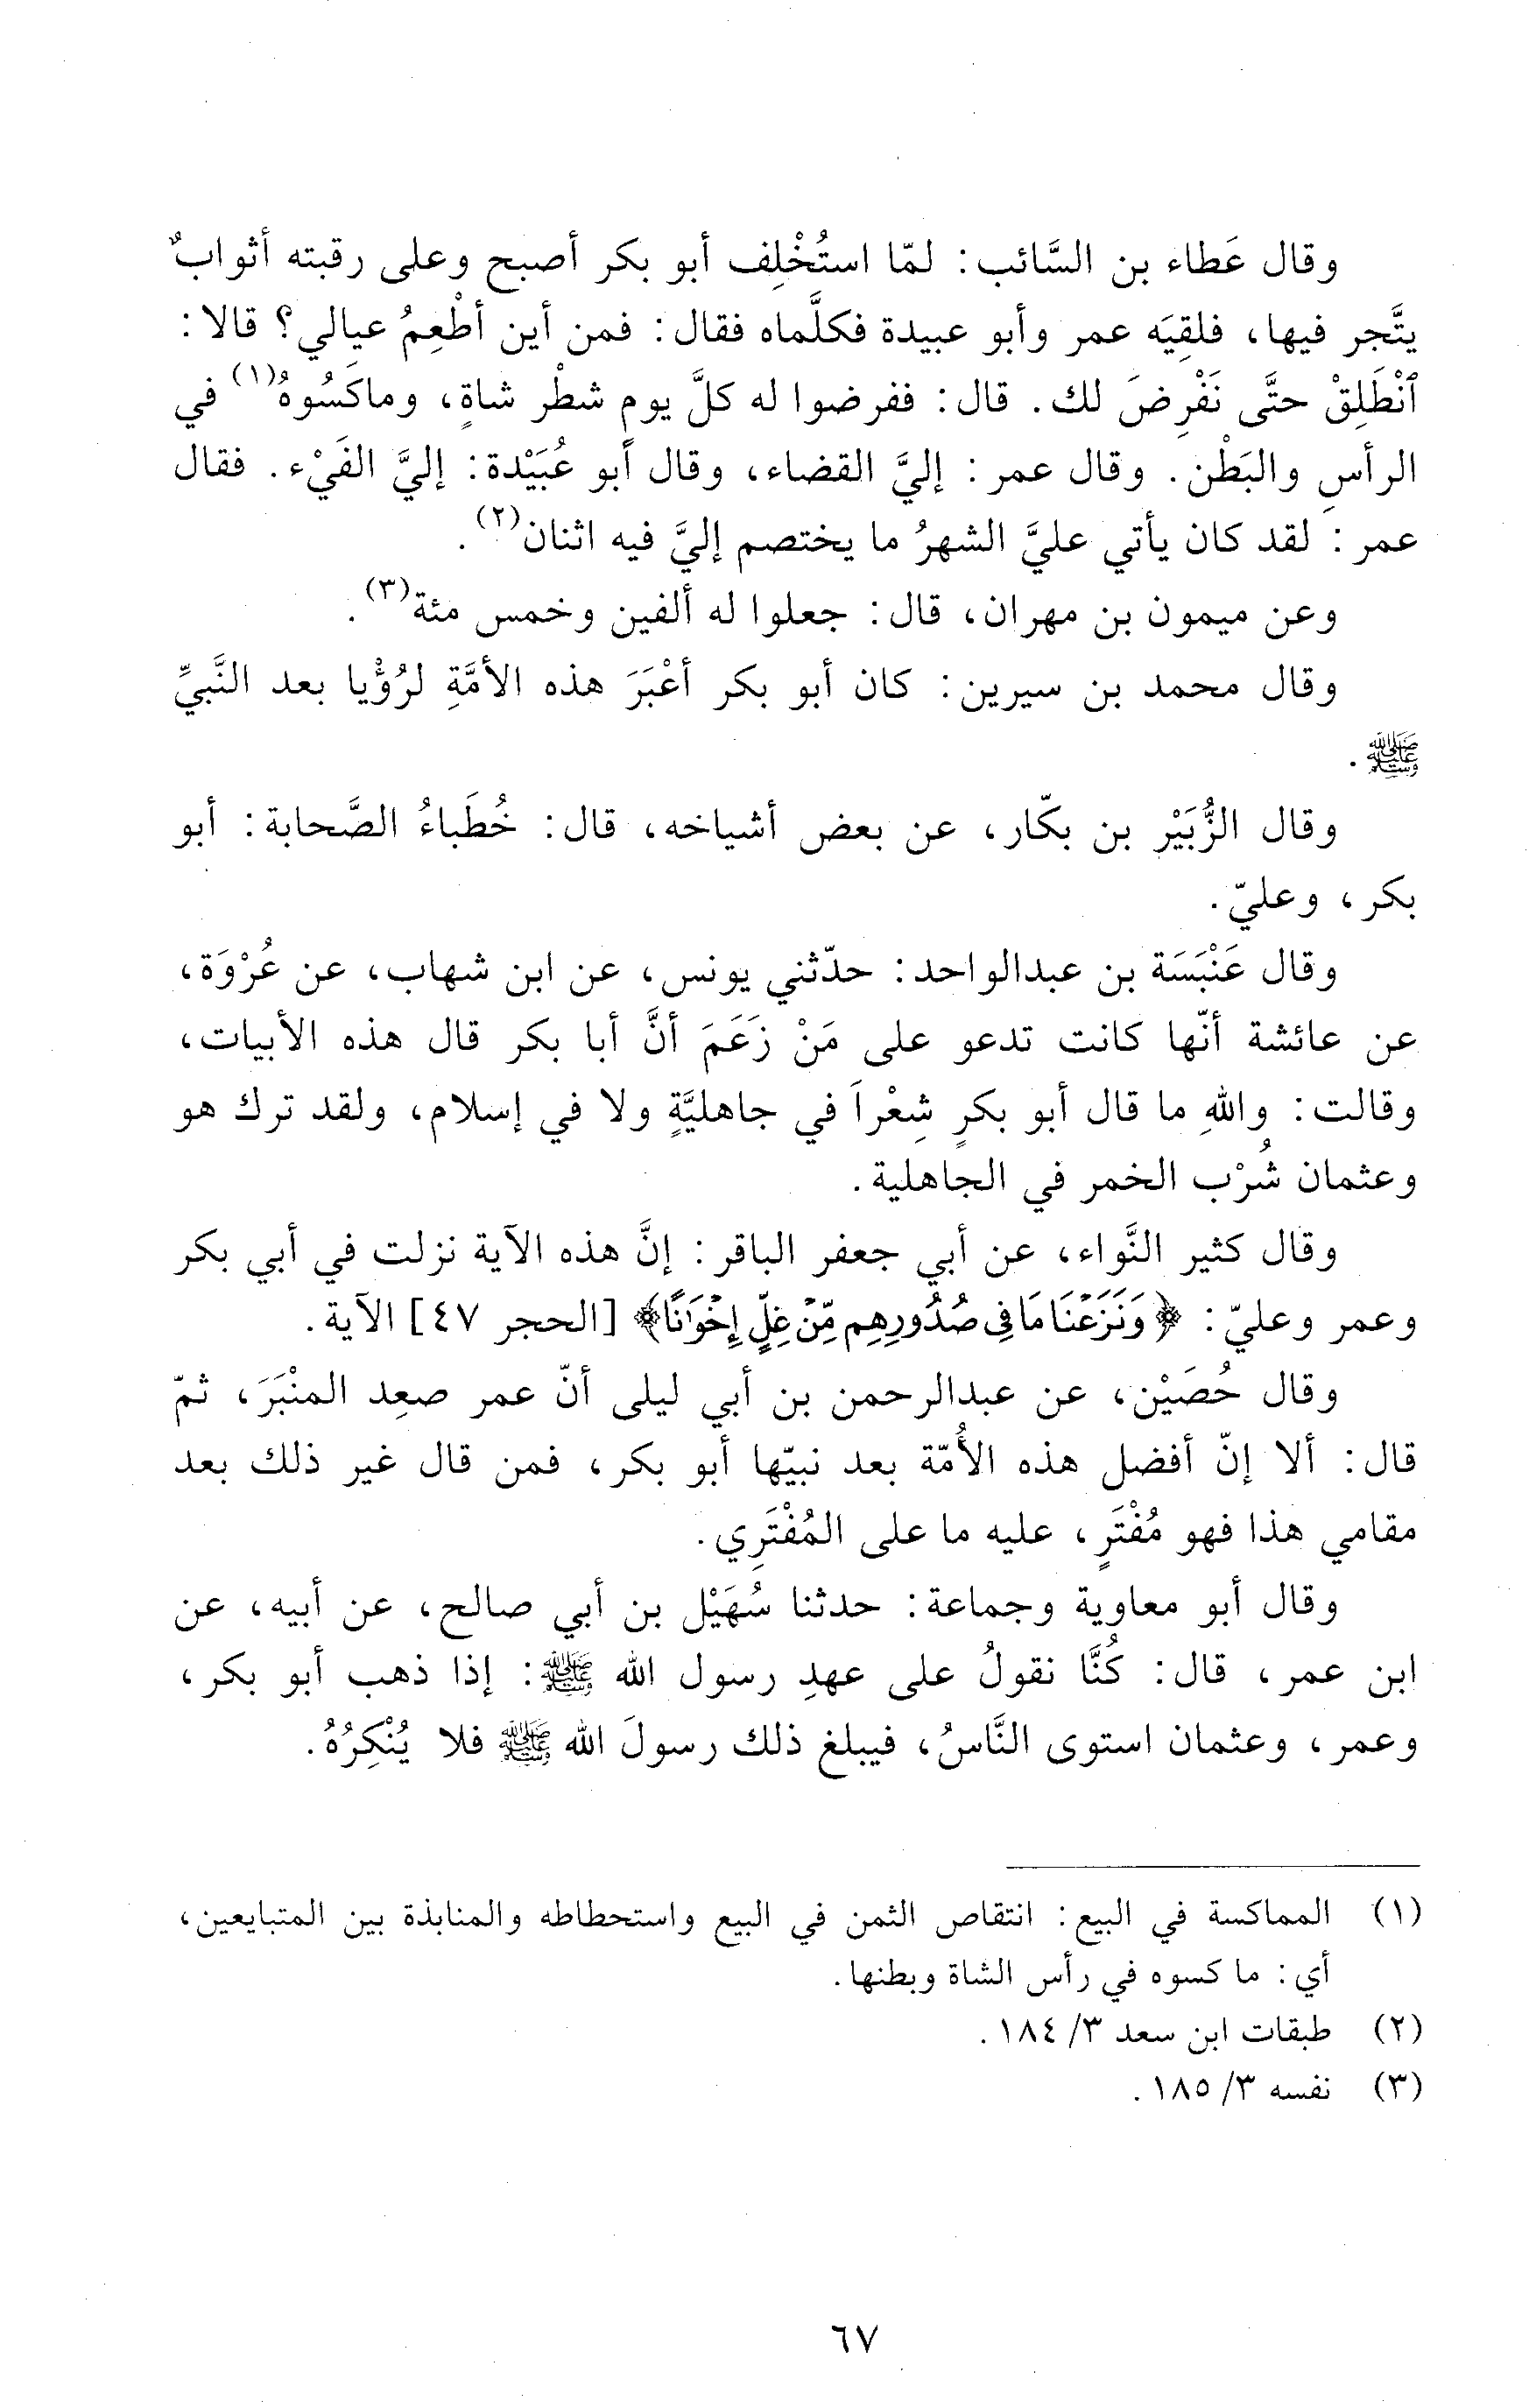 وقال عَطاء بن السَّائب: لمّا استُخْلِف أبو بكر أصبح وعلى رقبته أثوابٌ
يتَّجر فيها، فلقِيَه عمر وأبو عبيدة فكلَّماه فقال: فمن أين أطْعِمُ عيالي؟ قالا:
ٱنْطَلِقْ حتَّى نَفْرِضَ لك. قال: ففرضوا له كلَّ يومٍ شطْر شاةٍ، وماكَسُوهُ(١) في
الرأسِ والبَطْن. وقال عمر: إليَّ القضاء، وقال أبو عُبَيْدة: إليَّ الفَيْء. فقال
عمر: لقد كان يأتي عليَّ الشهرُ ما يختصم إليَّ فيه اثنان(٢).
وعن ميمون بن مهران، قال: جعلوا له ألفين وخمس مئة(٣).
وقال محمد بن سيرين: كان أبو بكر أعْبَرَ هذه الأمَّةِ لرُؤْيا بعد النَّبيِّ
ﷺ.
وقال الزُّبَيْر بن بكّار، عن بعض أشياخه، قال: خُطَباءُ الصَّحابة: أبو
بكر، وعليّ.
وقال عَنْبَسَة بن عبدالواحد: حدّثني يونس، عن ابن شهاب، عن عُرْوَة،
عن عائشة أنّها كانت تدعو على مَنْ زَعَمَ أنَّ أبا بكر قال هذه الأبيات،
وقالت: واللهِ ما قال أبو بكرٍ شِعْراً في جاهليَّةٍ ولا في إسلام، ولقد ترك هو
وعثمان شُرْب الخمر في الجاهلية.
وقال كثير النَّواء، عن أبي جعفر الباقر: إنَّ هذه الآية نزلت في أبي بكر
وعمر وعليّ: ﴿وَنَزَعْنَا مَا فِى صُدُورِهِم مِّنْ غِلٍّ إِخْوَٰنًا﴾ [الحجر ٤٧] الآية.
وقال حُصَيْن، عن عبدالرحمن بن أبي ليلى أنّ عمر صعِد المنْبَرَ، ثمّ
قال: ألا إنّ أفضل هذه الأُمّة بعد نبيّها أبو بكر، فمن قال غير ذلك بعد
مقامي هذا فهو مُفْتَرٍ، عليه ما على المُفْتَرِي.
وقال أبو معاوية وجماعة: حدثنا سُهَيْل بن أبي صالح، عن أبيه، عن
ابن عمر، قال: كُنَّا نقولُ على عهدِ رسول الله ﷺ: إذا ذهب أبو بكر،
وعمر، وعثمان استوى النَّاسُ، فيبلغ ذلك رسولَ الله ﷺ فلا يُنْكِرُهُ.
(١) المماكسة في البيع: انتقاص الثمن في البيع واستحطاطه والمنابذة بين المتبايعين،
أي: ما كسوه في رأس الشاة وبطنها.
(٢) طبقات ابن سعد ٣/ ١٨٤.
(٣) نفسه ٣/ ١٨٥.
٦٧